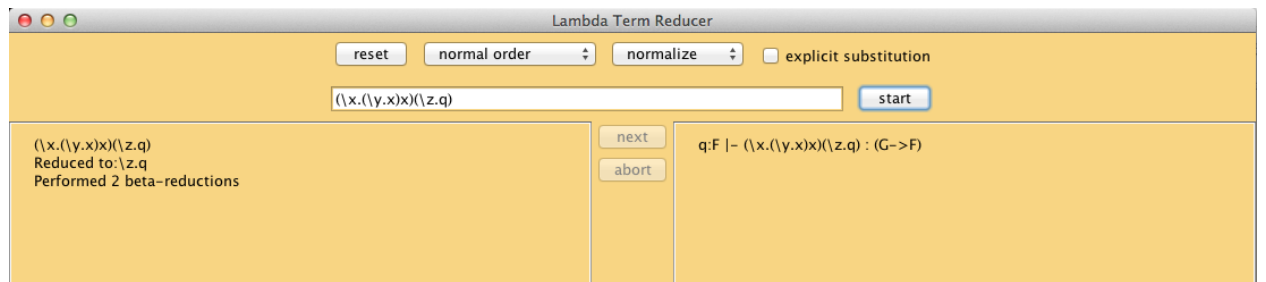 Lambda Term Reducer
reset normal order normalize explicit substitution
(\x.(\y.x)x)(\z.q) start
(\x.(\y.x)x)(\z.q)
Reduced to:\z.q
Performed 2 beta-reductions
next
abort
q:F |- (\x.(\y.x)x)(\z.q) : (G->F)